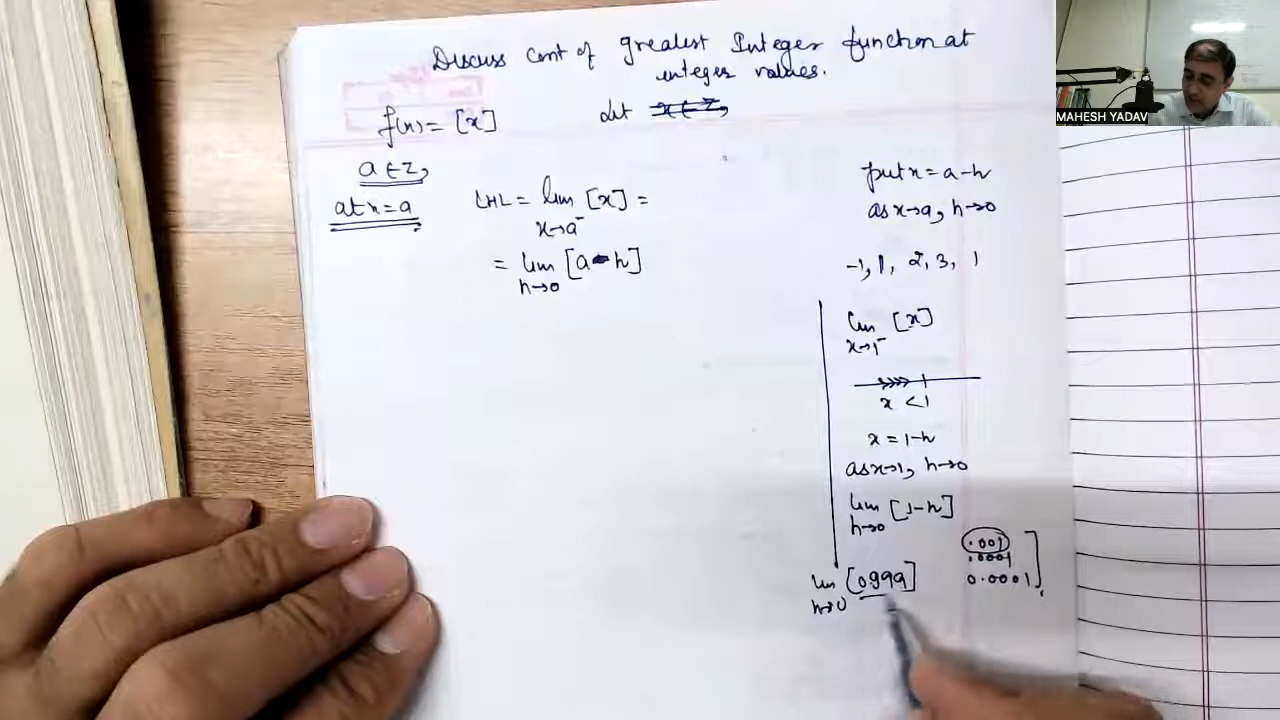 Discuss Cont of greatest Integer function at
integer values.
f(x) = [x]
Let x ∈ Z,
a ∈ Z,
at x = a
LHL = lim [x] =
x→a⁻
= lim [a-h]
h→0
put x = a-h
as x→a, h→0
-1, 1, 2, 3, 1
lim [x]
x→1⁻
x < 1
x = 1-h
as x→1, h→0
lim [1-h]
h→0
.001
.0001
0.0001
lim [0.999]
h→0
MAHESH YADAV